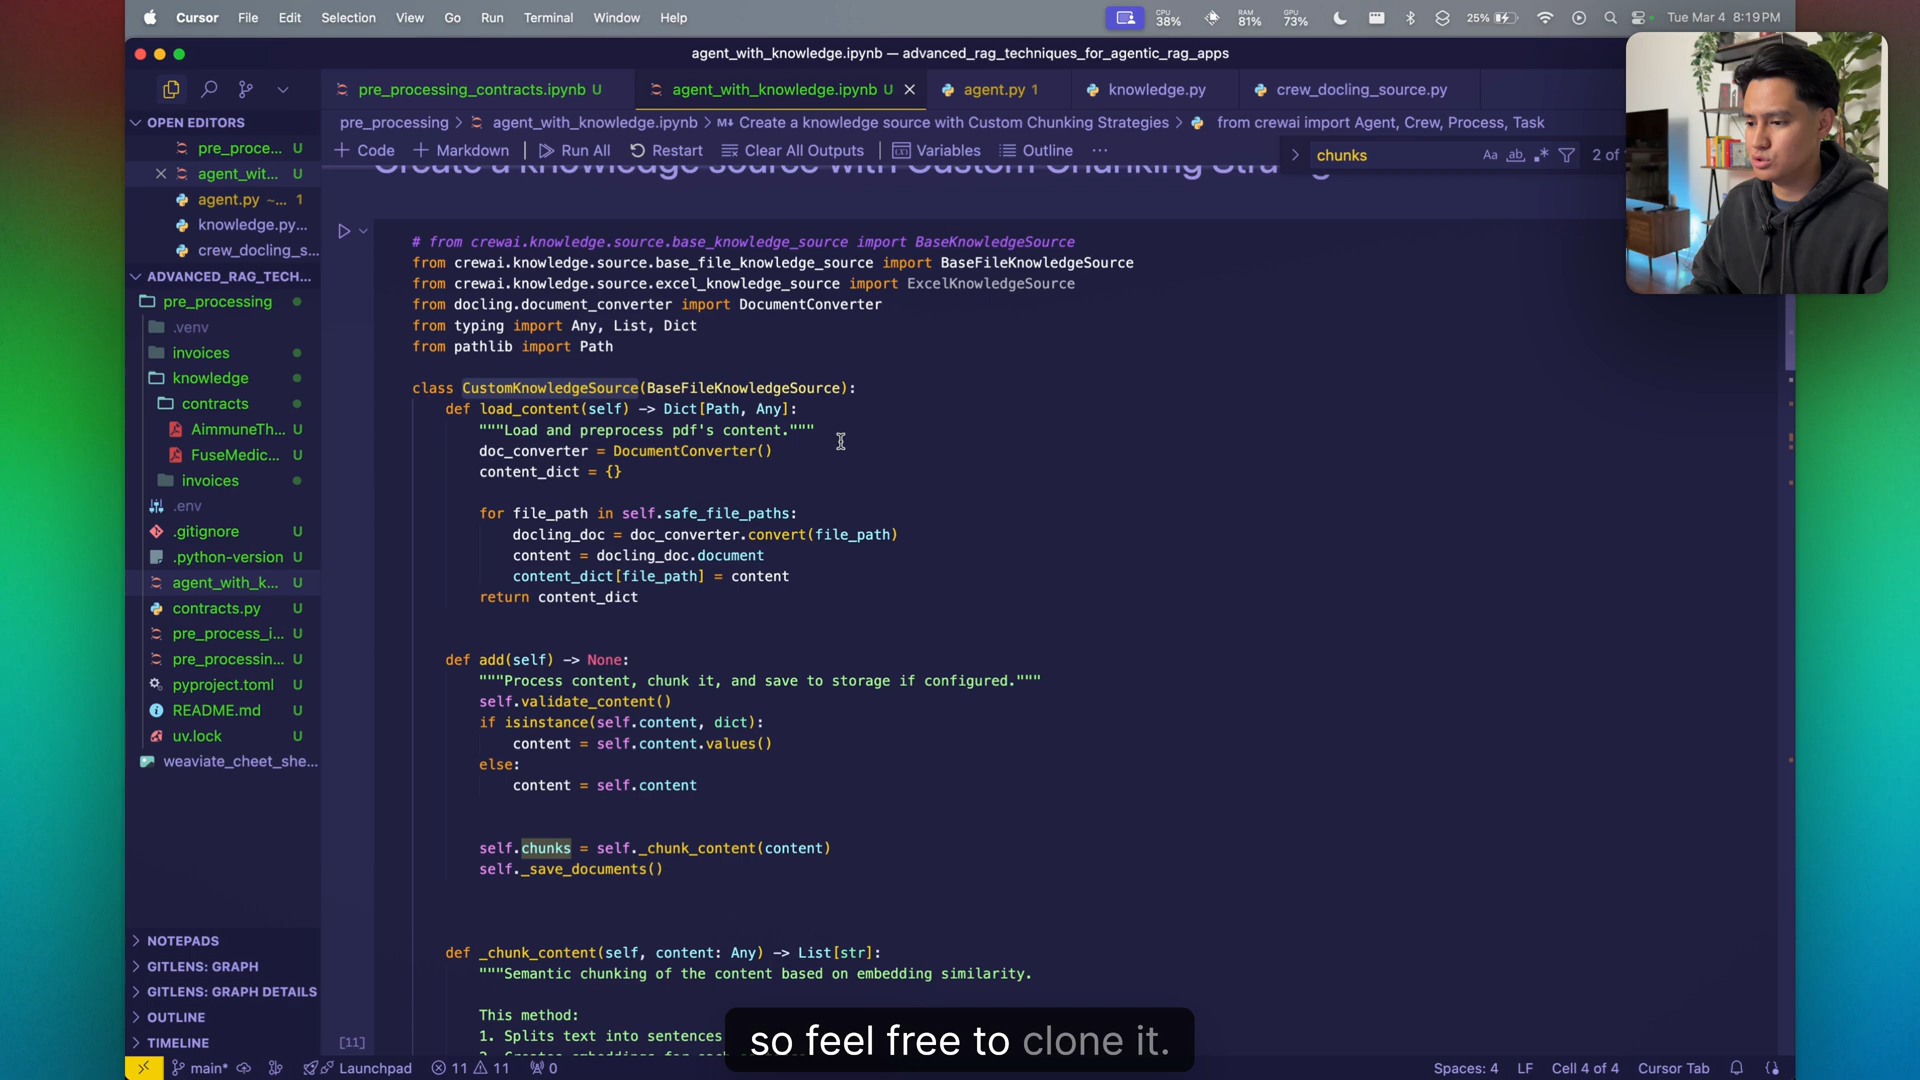 Cursor File Edit Selection View Go Run Terminal Window Help
CPU 38% RAM 81% GPU 73% 25% Tue Mar 4 8:19 PM
agent_with_knowledge.ipynb — advanced_rag_techniques_for_agentic_rag_apps
pre_processing_contracts.ipynb U agent_with_knowledge.ipynb U agent.py 1 knowledge.py crew_docling_source.py
OPEN EDITORS
pre_proce... U
agent_wit... U
agent.py ~... 1
knowledge.py...
crew_docling_s...
ADVANCED_RAG_TECH...
pre_processing
.venv
invoices
knowledge
contracts
AimmuneTh...
FuseMedic...
invoices
.env
.gitignore U
.python-version U
agent_with_k... U
contracts.py U
pre_process_i... U
pre_processin... U
pyproject.toml U
README.md U
uv.lock U
weaviate_cheet_she...
NOTEPADS
GITLENS: GRAPH
GITLENS: GRAPH DETAILS
OUTLINE
TIMELINE
pre_processing > agent_with_knowledge.ipynb > Create a knowledge source with Custom Chunking Strategies > from crewai import Agent, Crew, Process, Task
Code Markdown Run All Restart Clear All Outputs Variables Outline ...
chunks Aa ab 2 of
Create a knowledge source with Custom Chunking Strateg
# from crewai.knowledge.source.base_knowledge_source import BaseKnowledgeSource
from crewai.knowledge.source.base_file_knowledge_source import BaseFileKnowledgeSource
from crewai.knowledge.source.excel_knowledge_source import ExcelKnowledgeSource
from docling.document_converter import DocumentConverter
from typing import Any, List, Dict
from pathlib import Path
class CustomKnowledgeSource(BaseFileKnowledgeSource):
def load_content(self) -> Dict[Path, Any]:
"""Load and preprocess pdf's content."""
doc_converter = DocumentConverter()
content_dict = {}
for file_path in self.safe_file_paths:
docling_doc = doc_converter.convert(file_path)
content = docling_doc.document
content_dict[file_path] = content
return content_dict
def add(self) -> None:
"""Process content, chunk it, and save to storage if configured."""
self.validate_content()
if isinstance(self.content, dict):
content = self.content.values()
else:
content = self.content
self.chunks = self._chunk_content(content)
self._save_documents()
def _chunk_content(self, content: Any) -> List[str]:
"""Semantic chunking of the content based on embedding similarity.
This method:
1. Splits text into sentences
[11]
so feel free to clone it.
main* Launchpad 11 11 0 Spaces: 4 LF Cell 4 of 4 Cursor Tab